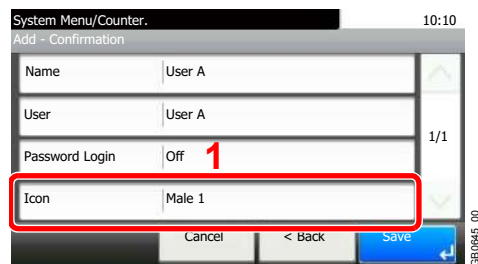 System Menu/Counter. 10:10
Add - Confirmation
Name User A
User User A
1/1
Password Login Off 1
Icon Male 1
Cancel < Back Save
GB0645_00